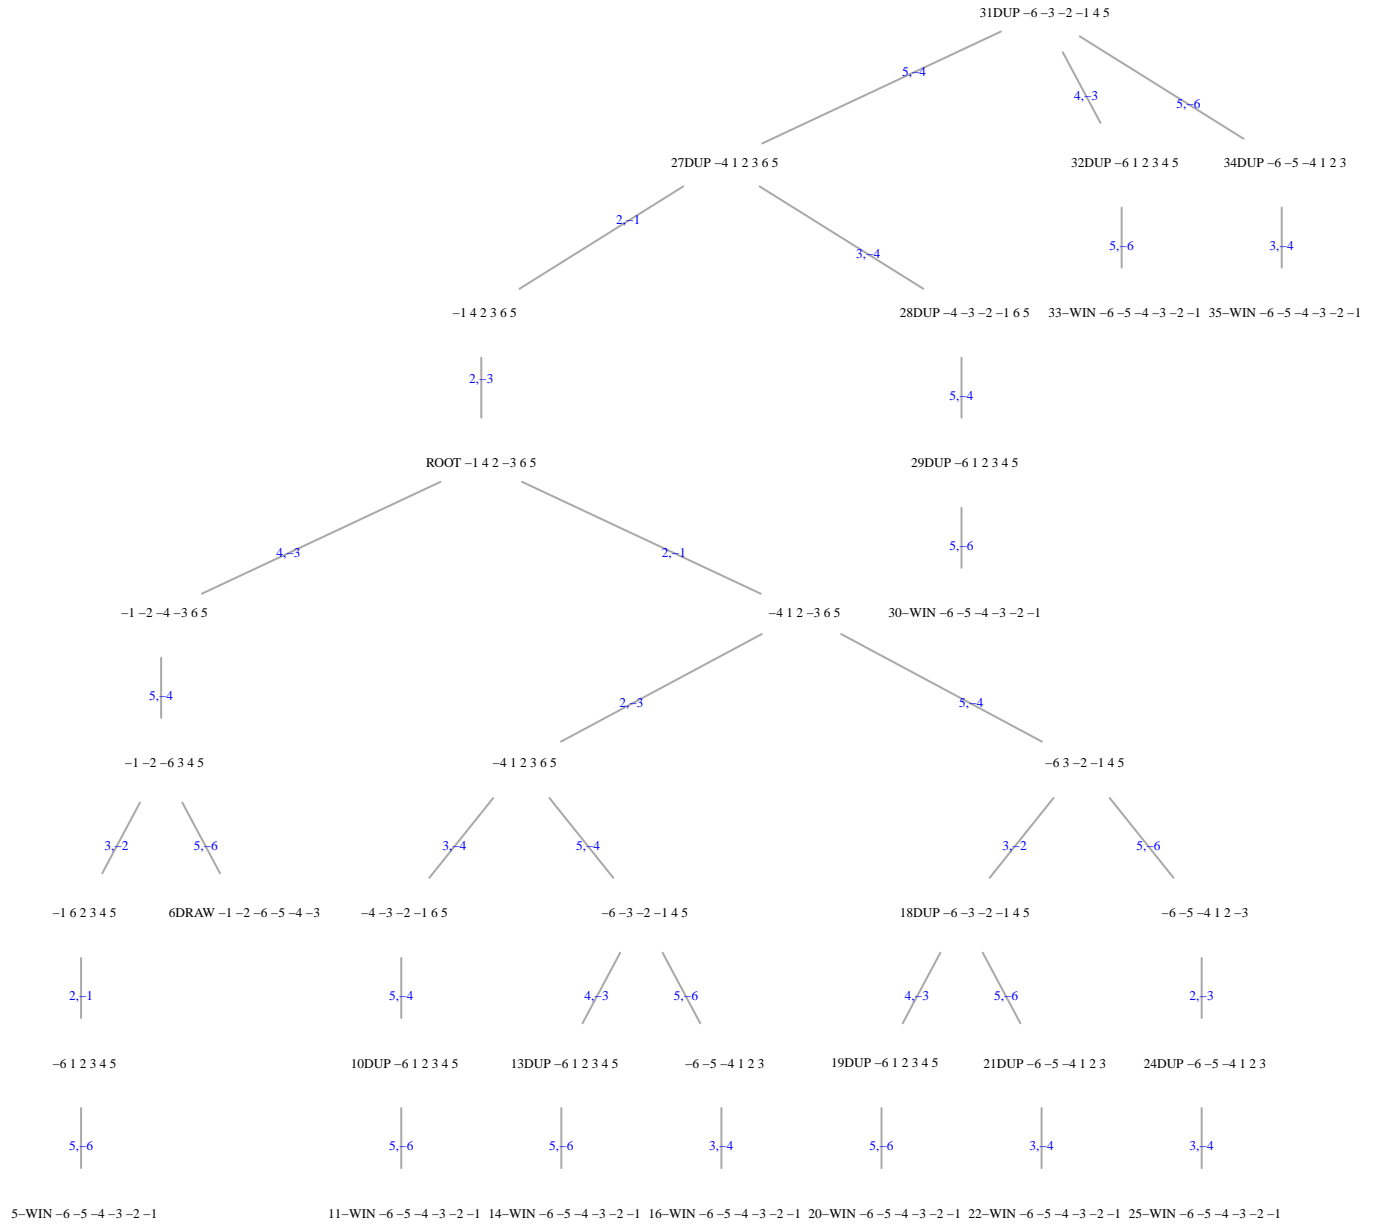 31DUP −6 −3 −2 −1 4 5
5,−4
4,−3
5,−6
27DUP −4 1 2 3 6 5
32DUP −6 1 2 3 4 5
34DUP −6 −5 −4 1 2 3
2,−1
3,−4
5,−6
3,−4
−1 4 2 3 6 5
28DUP −4 −3 −2 −1 6 5
33−WIN −6 −5 −4 −3 −2 −1
35−WIN −6 −5 −4 −3 −2 −1
2,−3
5,−4
ROOT −1 4 2 −3 6 5
29DUP −6 1 2 3 4 5
4,−3
2,−1
5,−6
−1 −2 −4 −3 6 5
−4 1 2 −3 6 5
30−WIN −6 −5 −4 −3 −2 −1
5,−4
2,−3
5,−4
−1 −2 −6 3 4 5
−4 1 2 3 6 5
−6 3 −2 −1 4 5
3,−2
5,−6
3,−4
5,−4
3,−2
5,−6
−1 6 2 3 4 5
6DRAW −1 −2 −6 −5 −4 −3
−4 −3 −2 −1 6 5
−6 −3 −2 −1 4 5
18DUP −6 −3 −2 −1 4 5
−6 −5 −4 1 2 −3
2,−1
5,−4
4,−3
5,−6
4,−3
5,−6
2,−3
−6 1 2 3 4 5
10DUP −6 1 2 3 4 5
13DUP −6 1 2 3 4 5
−6 −5 −4 1 2 3
19DUP −6 1 2 3 4 5
21DUP −6 −5 −4 1 2 3
24DUP −6 −5 −4 1 2 3
5,−6
5,−6
5,−6
3,−4
5,−6
3,−4
3,−4
5−WIN −6 −5 −4 −3 −2 −1
11−WIN −6 −5 −4 −3 −2 −1
14−WIN −6 −5 −4 −3 −2 −1
16−WIN −6 −5 −4 −3 −2 −1
20−WIN −6 −5 −4 −3 −2 −1
22−WIN −6 −5 −4 −3 −2 −1
25−WIN −6 −5 −4 −3 −2 −1